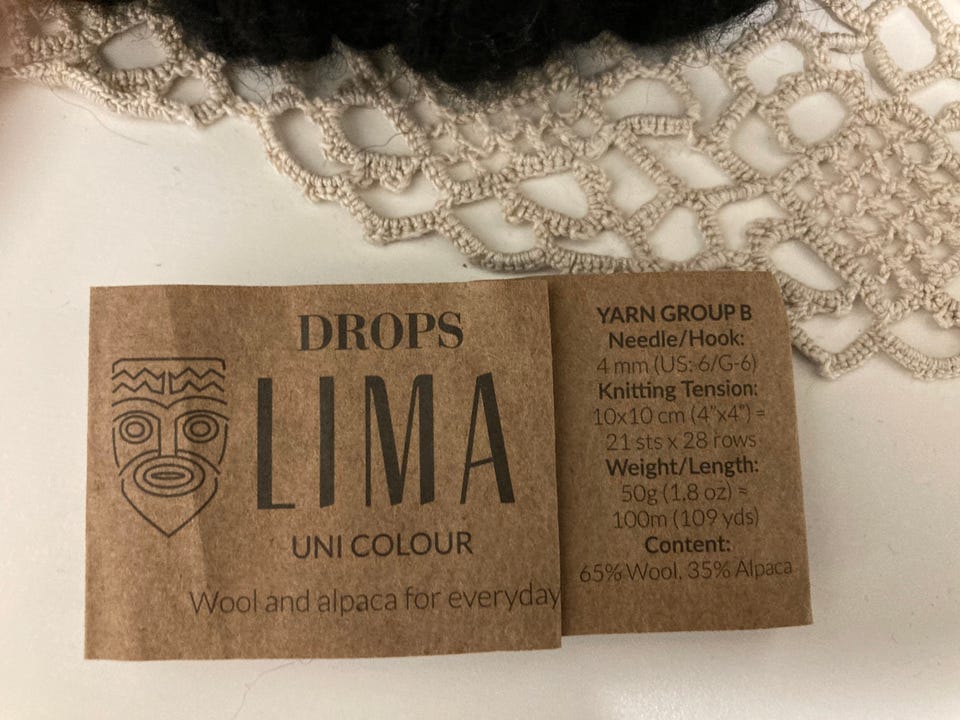 DROPS
LIMA
UNI COLOUR
Wool and alpaca for everyday
YARN GROUP B
Needle/Hook:
4 mm (US: 6/G-6)
Knitting Tension:
10x10 cm (4"x4") =
21 sts x 28 rows
Weight/Length:
50g (1,8 oz) =
100m (109 yds)
Content:
65% Wool, 35% Alpaca